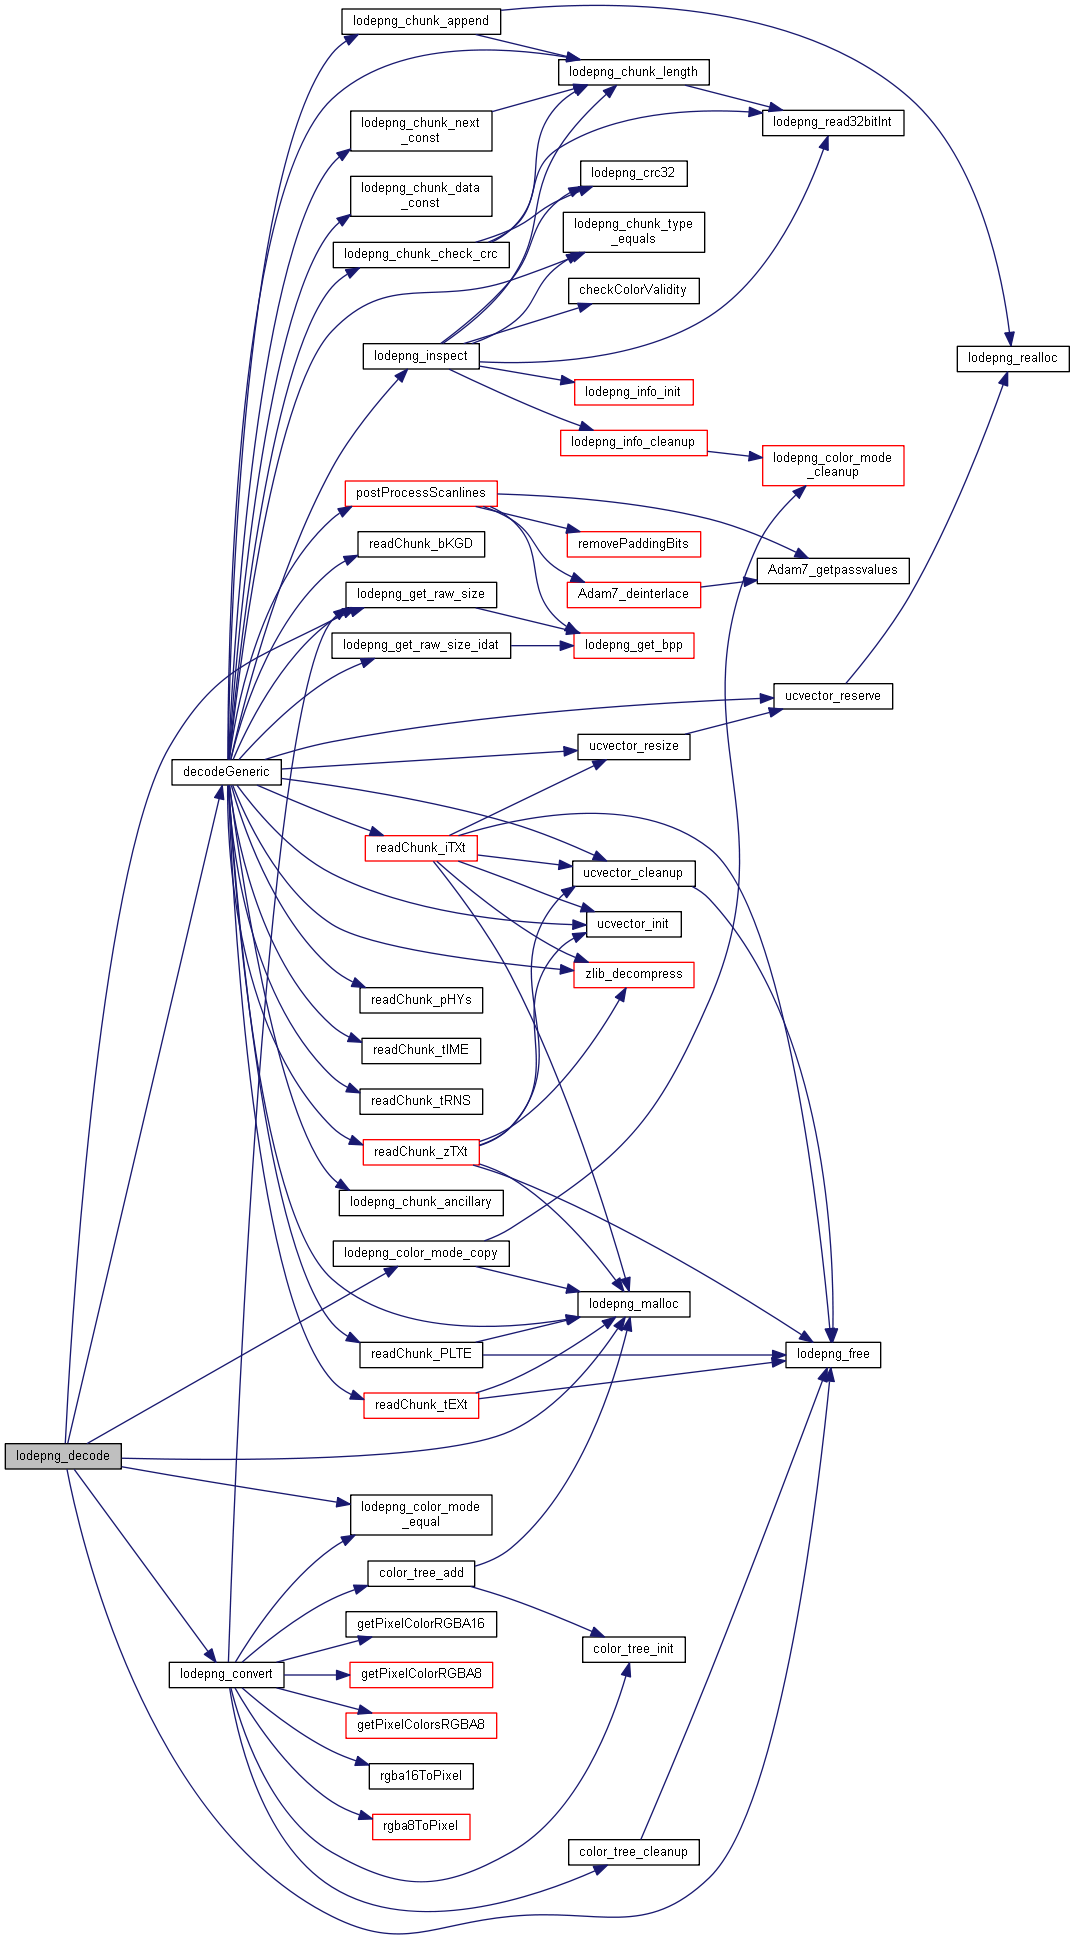 lodepng_chunk_append
lodepng_chunk_length
lodepng_chunk_next
_const
lodepng_read32bitInt
lodepng_crc32
lodepng_chunk_data
_const
lodepng_chunk_type
_equals
lodepng_chunk_check_crc
checkColorValidity
lodepng_inspect
lodepng_realloc
lodepng_info_init
lodepng_info_cleanup
lodepng_color_mode
_cleanup
postProcessScanlines
readChunk_bKGD
removePaddingBits
Adam7_getpassvalues
lodepng_get_raw_size
Adam7_deinterlace
lodepng_get_raw_size_idat
lodepng_get_bpp
ucvector_reserve
ucvector_resize
decodeGeneric
readChunk_iTXt
ucvector_cleanup
ucvector_init
zlib_decompress
readChunk_pHYs
readChunk_tIME
readChunk_tRNS
readChunk_zTXt
lodepng_chunk_ancillary
lodepng_color_mode_copy
lodepng_malloc
readChunk_PLTE
lodepng_free
readChunk_tEXt
lodepng_decode
lodepng_color_mode
_equal
color_tree_add
getPixelColorRGBA16
color_tree_init
lodepng_convert
getPixelColorRGBA8
getPixelColorsRGBA8
rgba16ToPixel
rgba8ToPixel
color_tree_cleanup